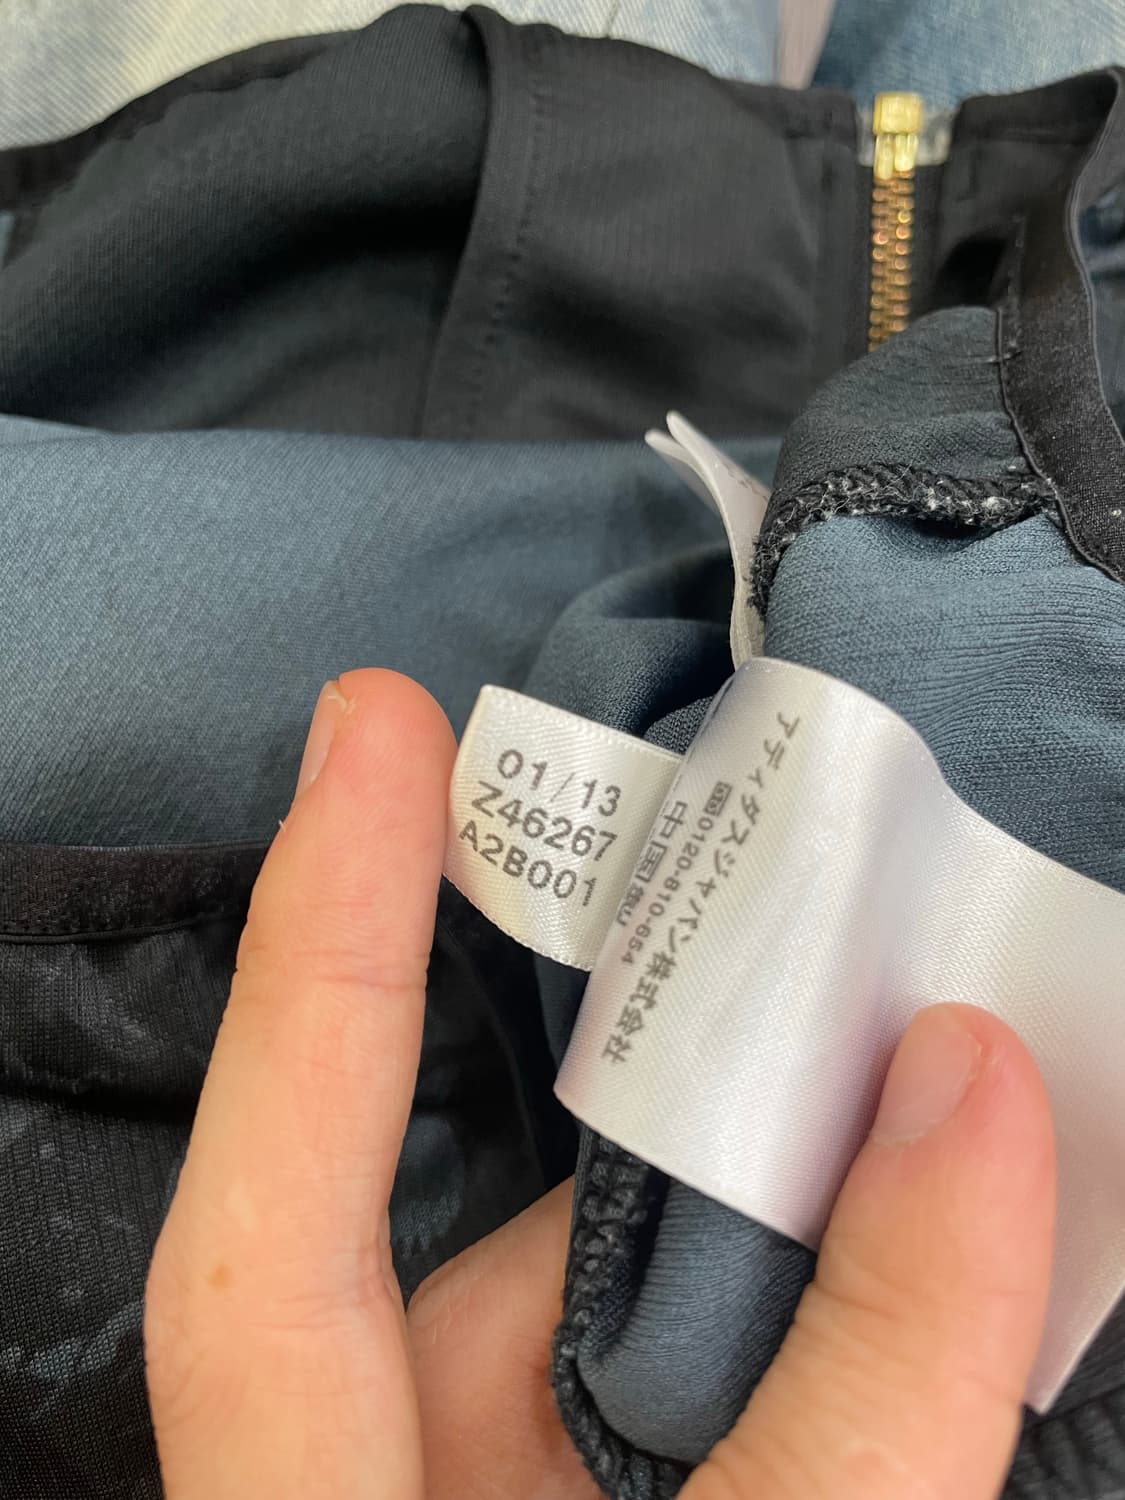 01/13
Z46267
A2B001
アディダスジャパン株式会社
0120-810-654
中国製